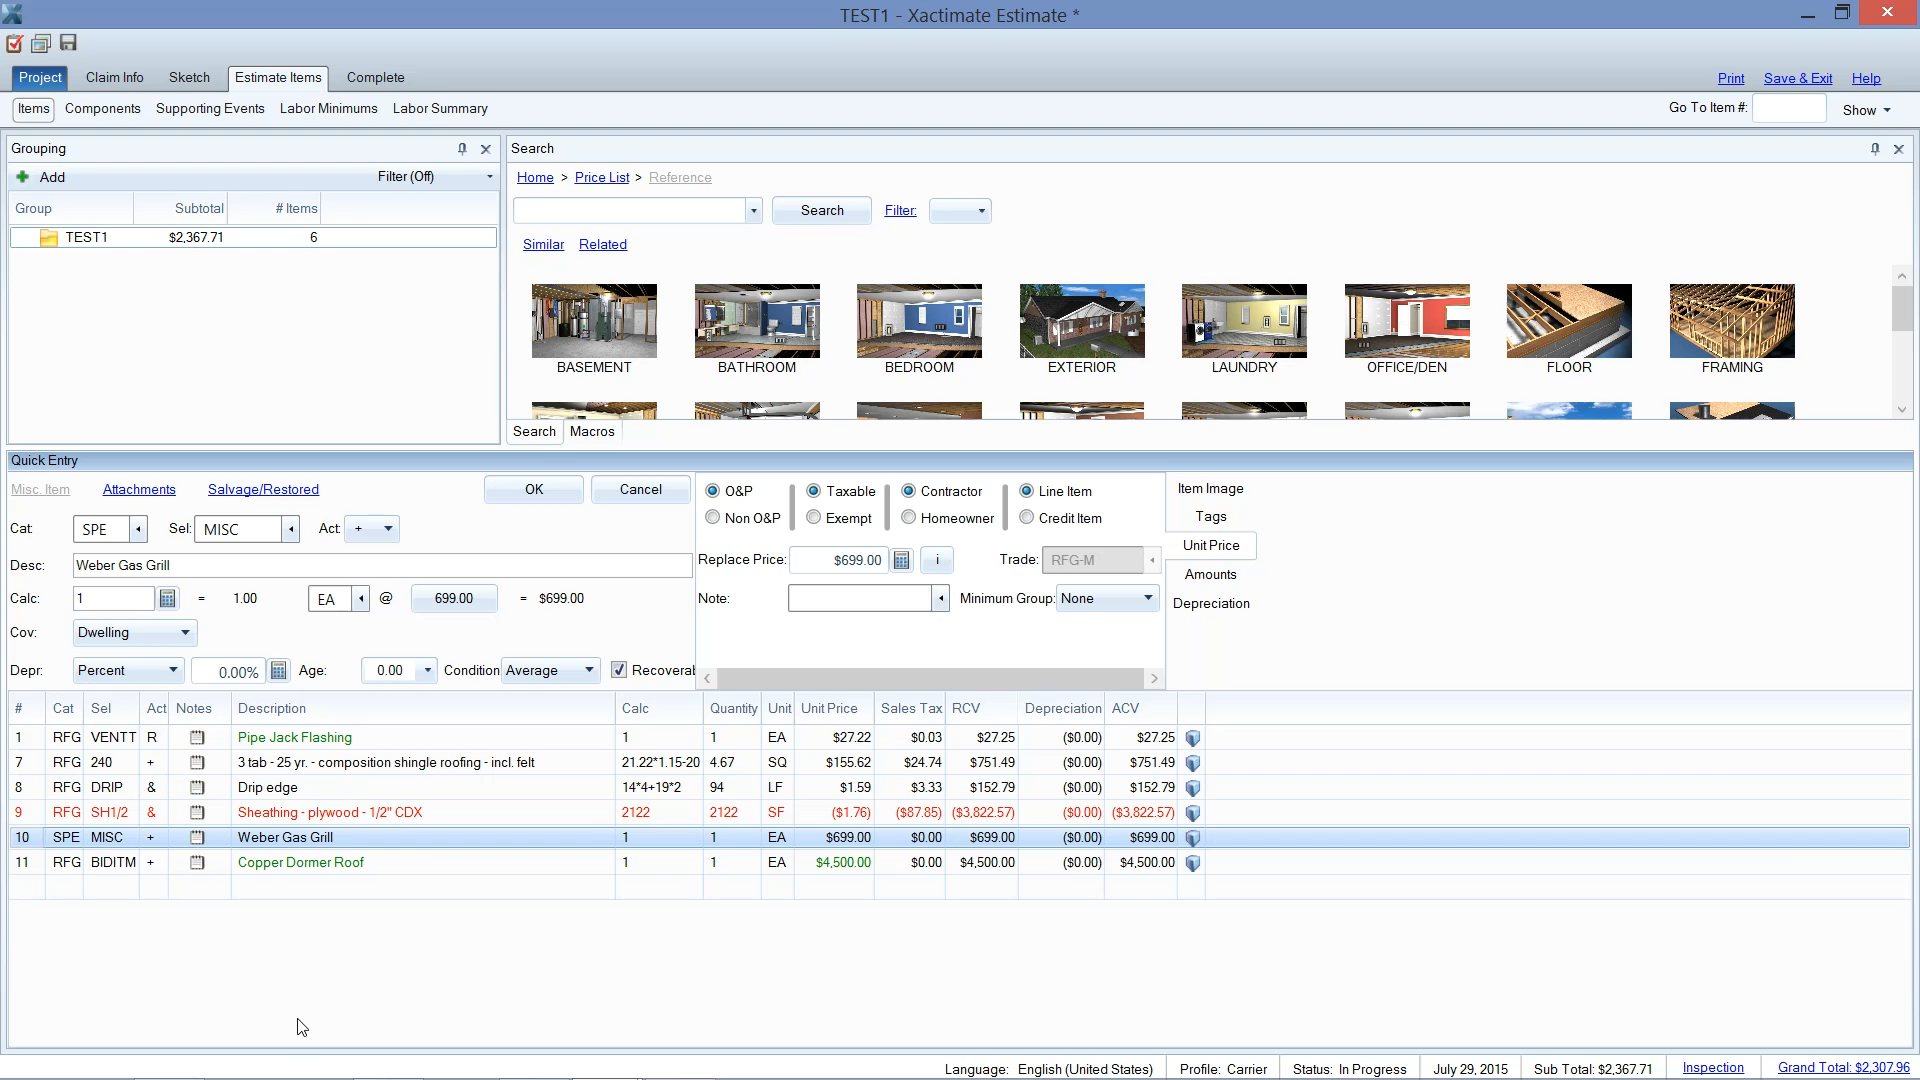 TEST1 - Xactimate Estimate *
Project Claim Info Sketch Estimate Items Complete Print Save & Exit Help
Items Components Supporting Events Labor Minimums Labor Summary Go To Item #: Show
Grouping
Add Filter (Off)
Group Subtotal # Items
TEST1 $2,367.71 6
Search
Home > Price List > Reference
Search Filter:
Similar Related
BASEMENT BATHROOM BEDROOM EXTERIOR LAUNDRY OFFICE/DEN FLOOR FRAMING
Search Macros
Quick Entry
Misc. Item Attachments Salvage/Restored OK Cancel
Cat: SPE Sel: MISC Act: +
Desc: Weber Gas Grill
Calc: 1 = 1.00 EA @ 699.00 = $699.00
Cov: Dwelling
Depr: Percent 0.00% Age: 0.00 Condition Average Recoverab
O&P Taxable Contractor Line Item
Non O&P Exempt Homeowner Credit Item
Replace Price: $699.00 i Trade: RFG-M
Note: Minimum Group: None
Item Image
Tags
Unit Price
Amounts
Depreciation
# Cat Sel Act Notes Description Calc Quantity Unit Unit Price Sales Tax RCV Depreciation ACV
1 RFG VENTT R Pipe Jack Flashing 1 1 EA $27.22 $0.03 $27.25 ($0.00) $27.25
7 RFG 240 + 3 tab - 25 yr. - composition shingle roofing - incl. felt 21.22*1.15-20 4.67 SQ $155.62 $24.74 $751.49 ($0.00) $751.49
8 RFG DRIP & Drip edge 14*4+19*2 94 LF $1.59 $3.33 $152.79 ($0.00) $152.79
9 RFG SH1/2 & Sheathing - plywood - 1/2" CDX 2122 2122 SF ($1.76) ($87.85) ($3,822.57) ($0.00) ($3,822.57)
10 SPE MISC + Weber Gas Grill 1 1 EA $699.00 $0.00 $699.00 ($0.00) $699.00
11 RFG BIDITM + Copper Dormer Roof 1 1 EA $4,500.00 $0.00 $4,500.00 ($0.00) $4,500.00
Language: English (United States) Profile: Carrier Status: In Progress July 29, 2015 Sub Total: $2,367.71 Inspection Grand Total: $2,307.96